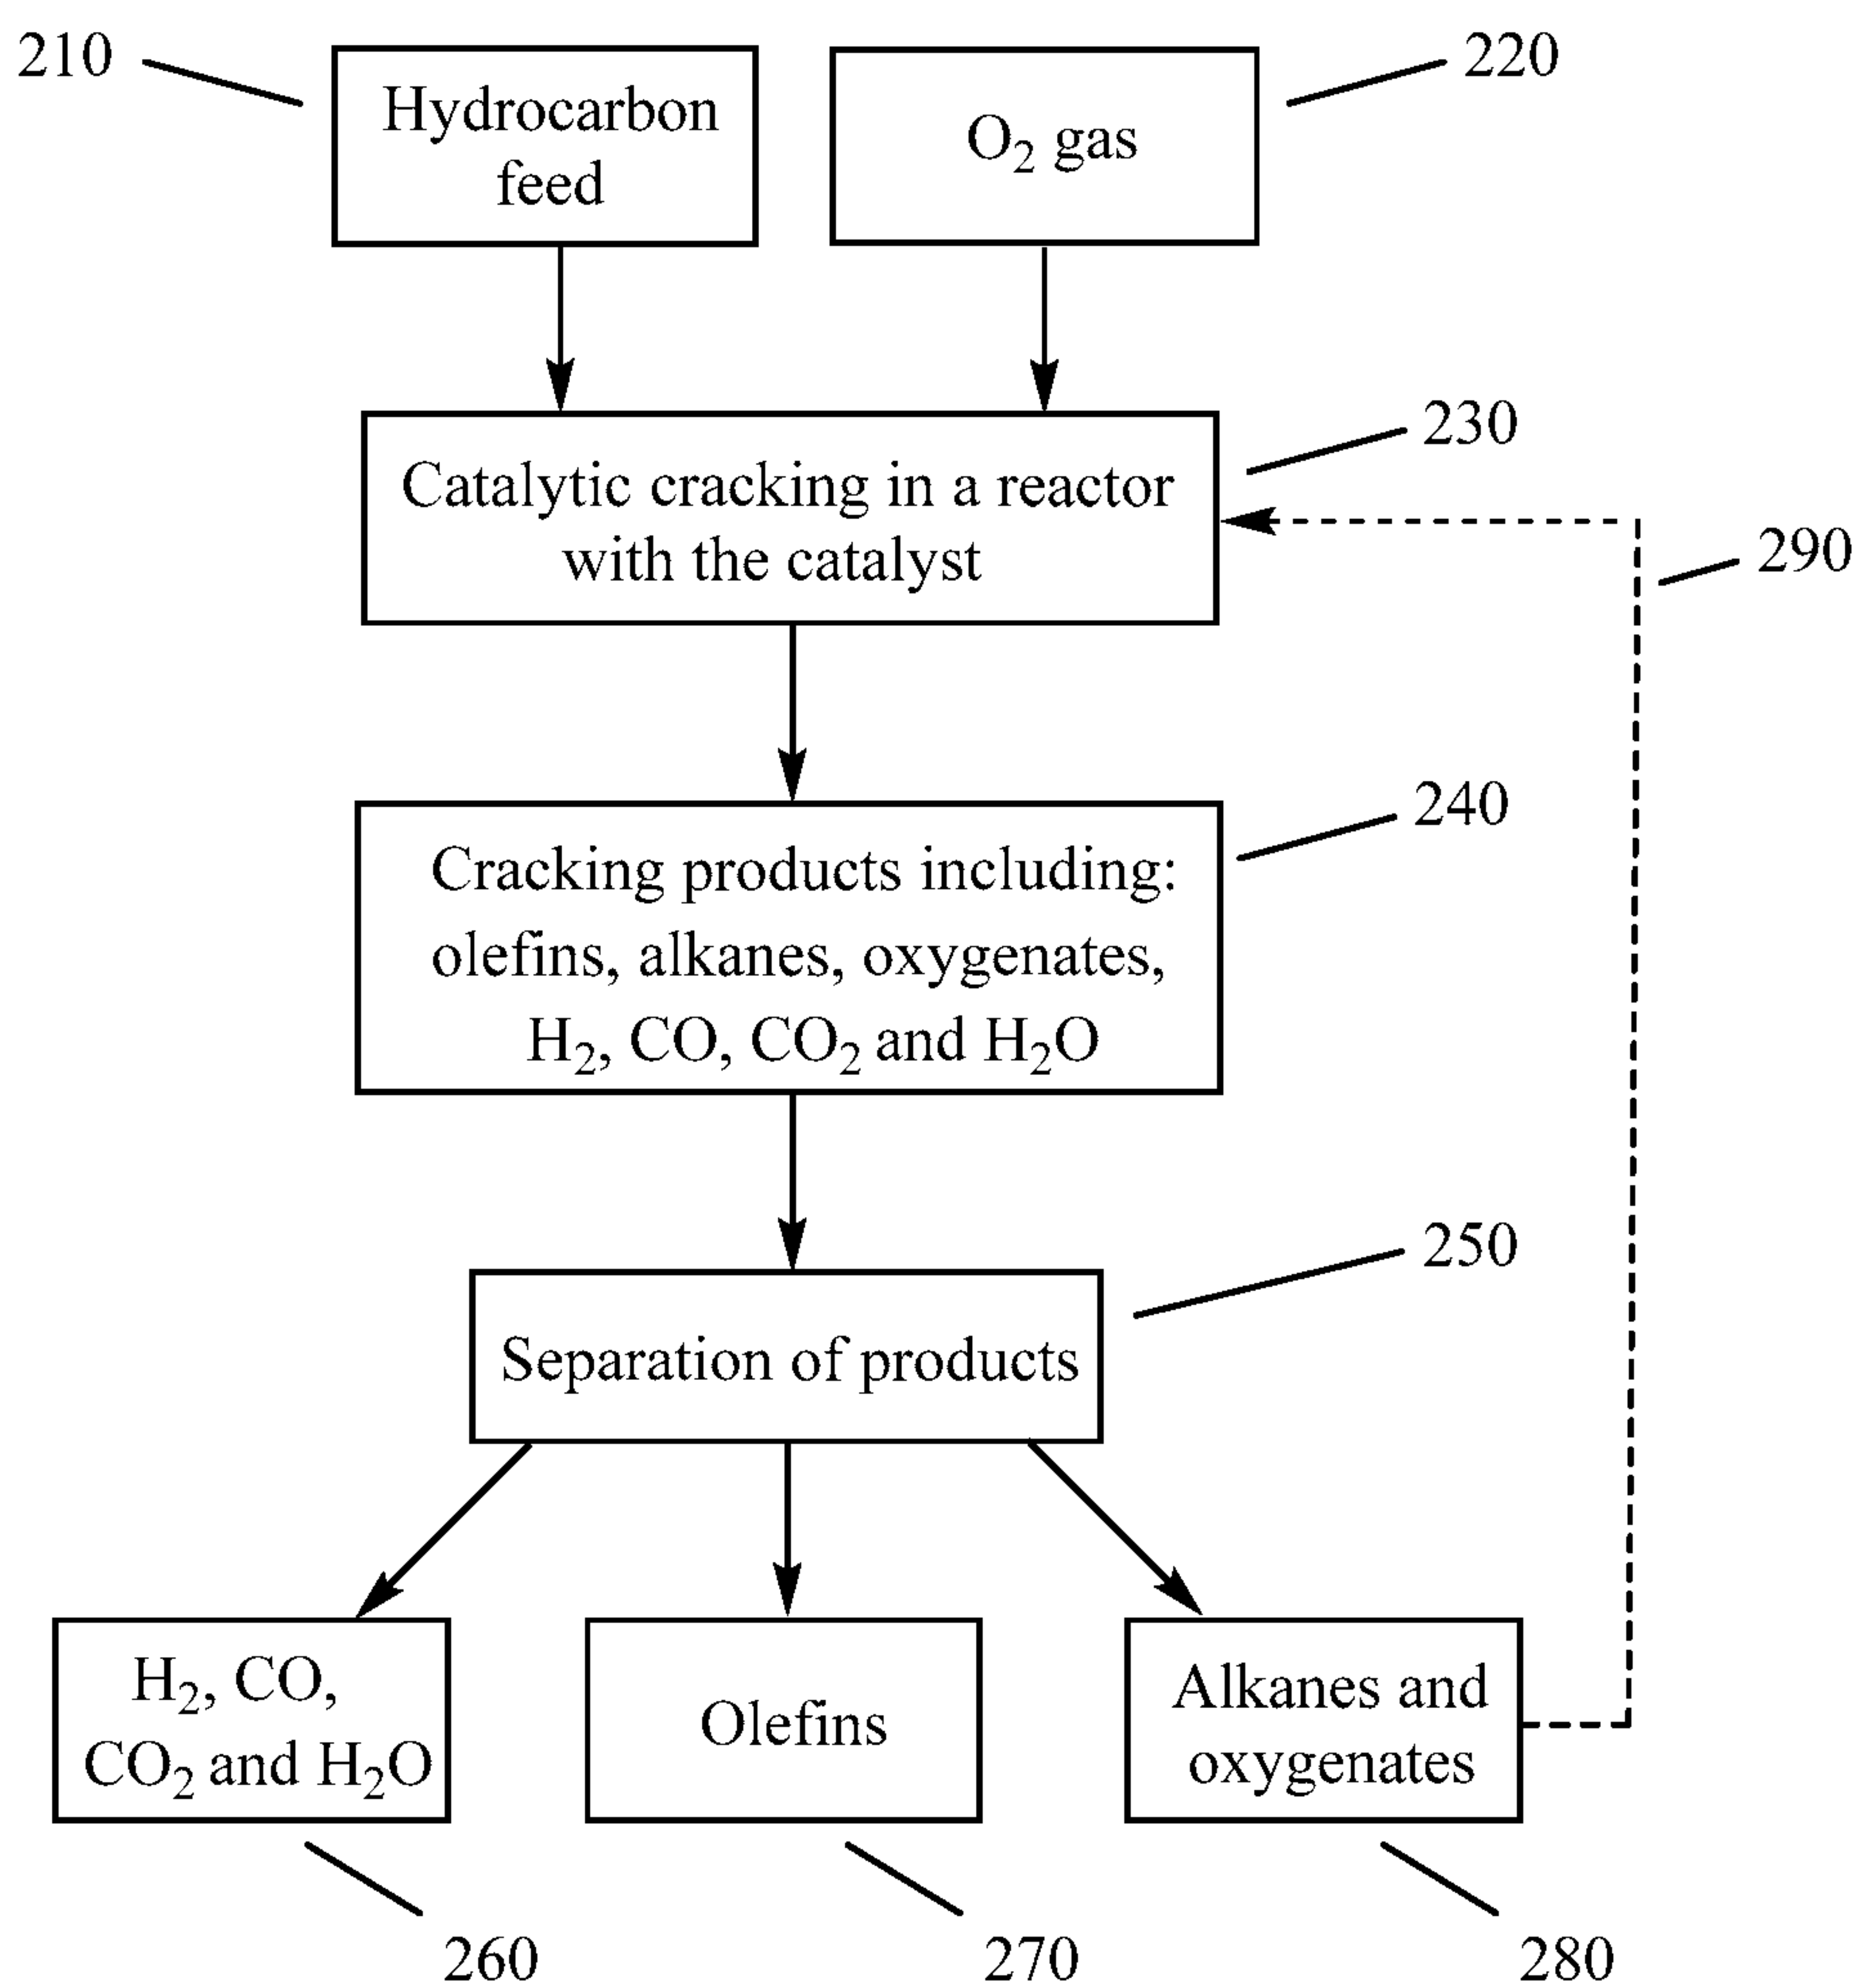 210
Hydrocarbon
feed
O₂ gas
220
Catalytic cracking in a reactor
with the catalyst
230
290
Cracking products including:
olefins, alkanes, oxygenates,
H₂, CO, CO₂ and H₂O
240
Separation of products
250
H₂, CO,
CO₂ and H₂O
Olefins
Alkanes and
oxygenates
260
270
280